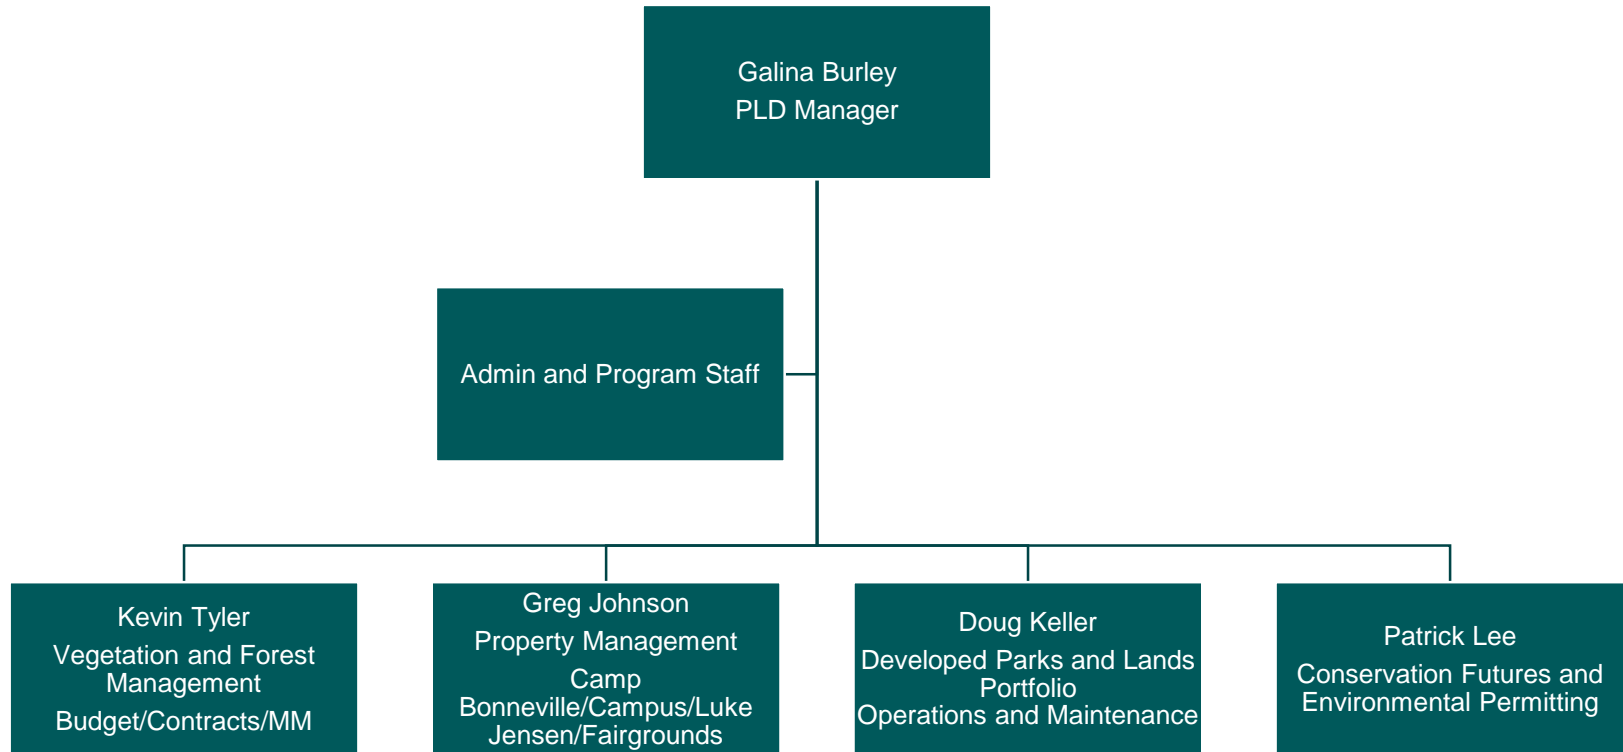 Galina Burley
PLD Manager
Admin and Program Staff
Kevin Tyler
Vegetation and Forest
Management
Budget/Contracts/MM
Greg Johnson
Property Management
Camp
Bonneville/Campus/Luke
Jensen/Fairgrounds
Doug Keller
Developed Parks and Lands
Portfolio
Operations and Maintenance
Patrick Lee
Conservation Futures and
Environmental Permitting